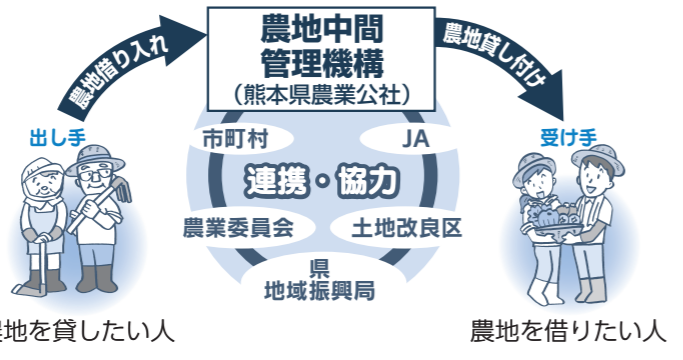 農地中間
管理機構
(熊本県農業公社)
農地借り入れ
農地貸し付け
出し手
市町村
JA
受け手
連携・協力
農業委員会
土地改良区
県
地域振興局
地を貸したい人
農地を借りたい人